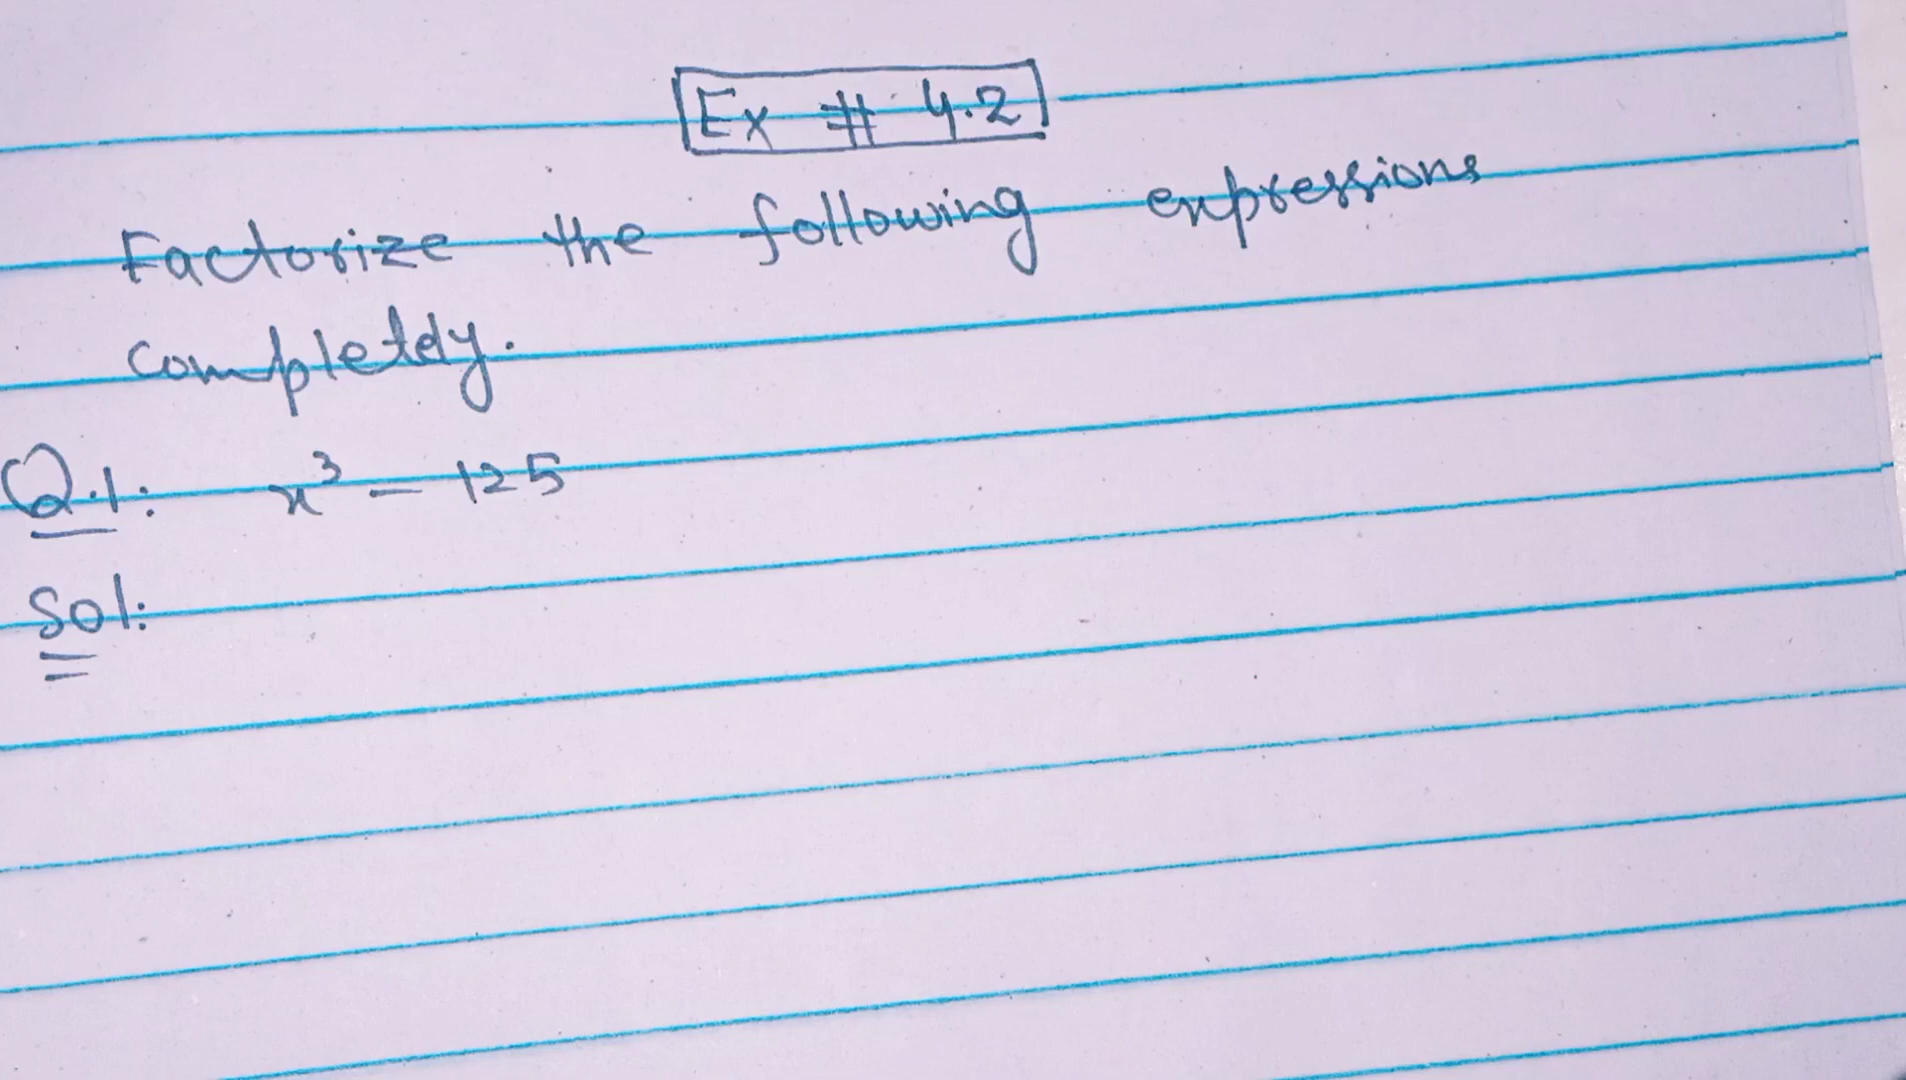 Ex # 4.2
Factorize the following expressions
completely.
Q.1: x³ - 125
Sol: